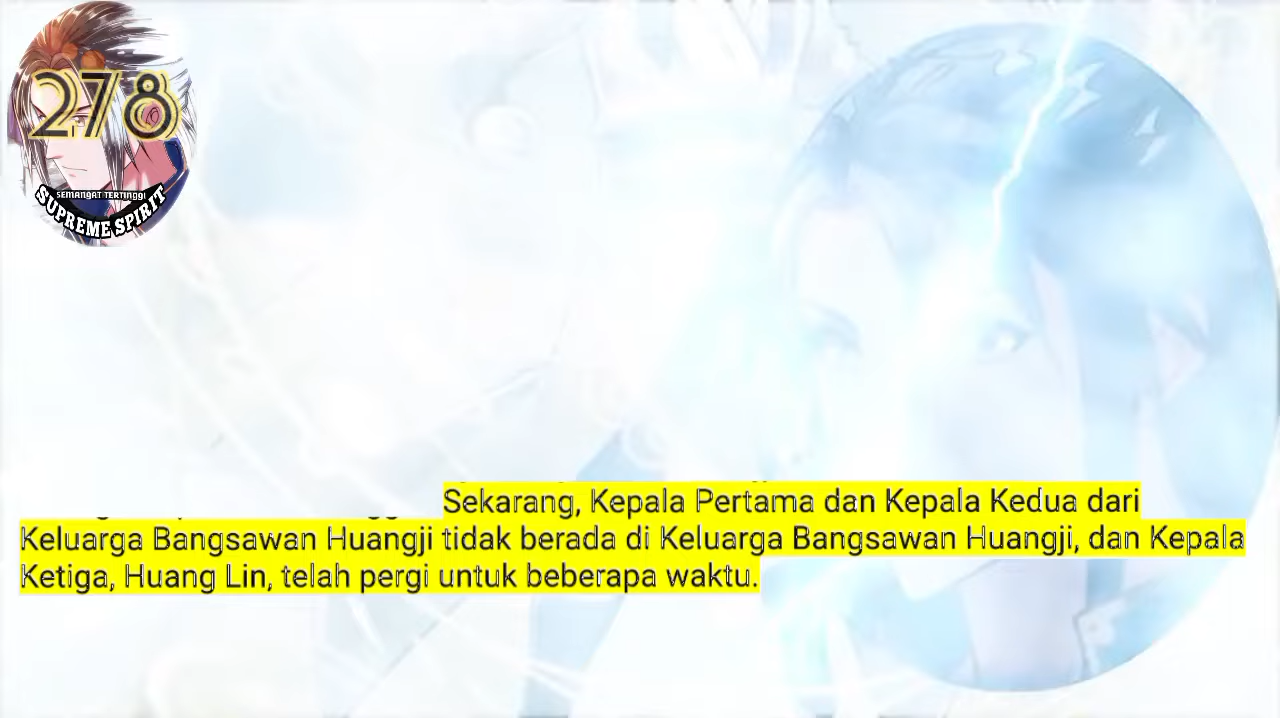 278
SEMANGAT TERTINGGI
SUPREME SPIRIT
Sekarang, Kepala Pertama dan Kepala Kedua dari
Keluarga Bangsawan Huangji tidak berada di Keluarga Bangsawan Huangji, dan Kepala
Ketiga, Huang Lin, telah pergi untuk beberapa waktu.